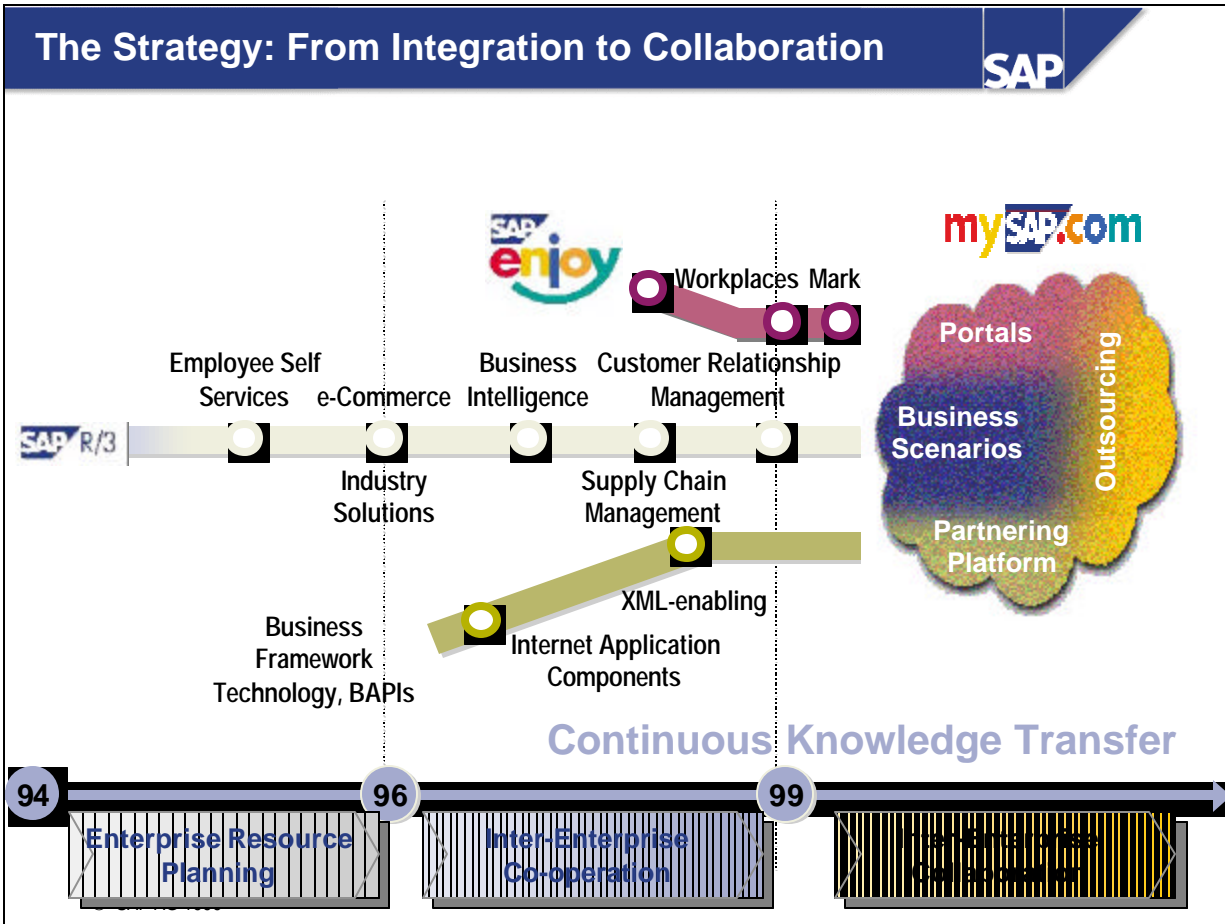 The Strategy: From Integration to Collaboration
SAP
SAP
enjoy
mySAP.com
Workplaces Mark
Portals
Outsourcing
Employee Self
Services
e-Commerce
Business
Intelligence
Customer Relationship
Management
Business
Scenarios
SAP R/3
Industry
Solutions
Supply Chain
Management
Partnering
Platform
XML-enabling
Business
Framework
Technology, BAPIs
Internet Application
Components
Continuous Knowledge Transfer
94
96
99
Enterprise Resource
Planning
Inter-Enterprise
Co-operation
Inter-Enterprise
Collaboration